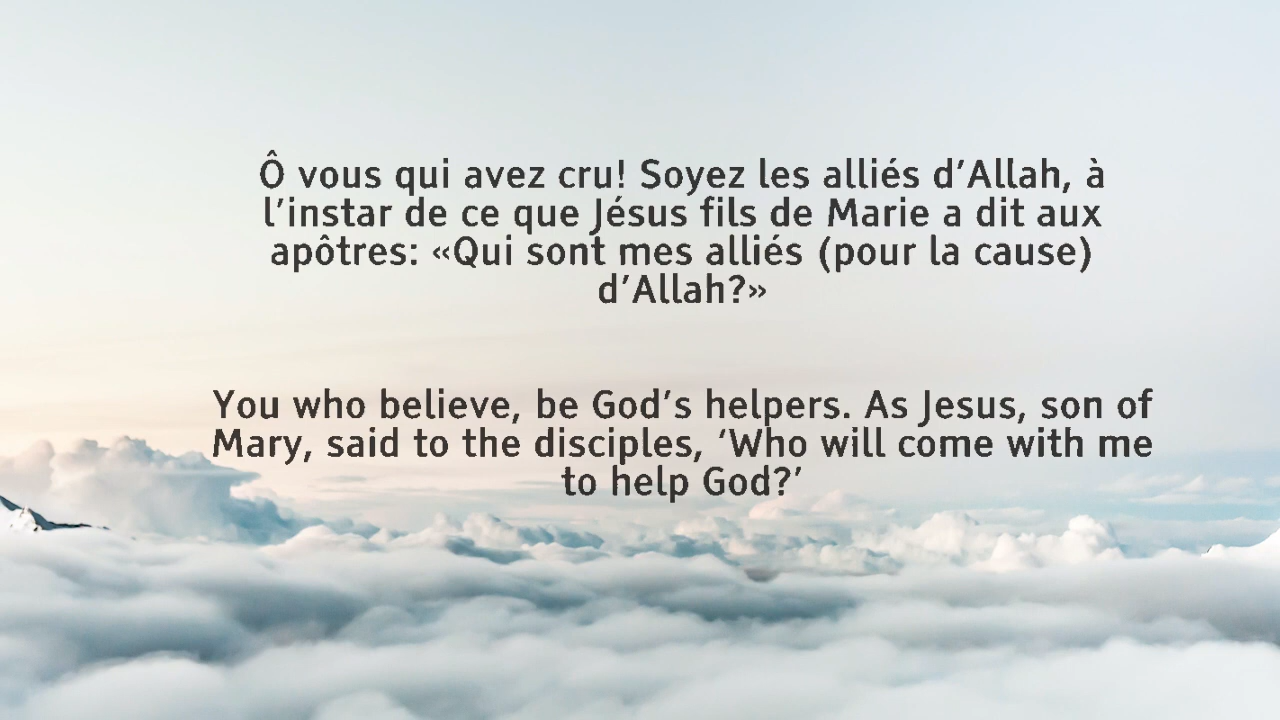 Ô vous qui avez cru! Soyez les alliés d’Allah, à
l’instar de ce que Jésus fils de Marie a dit aux
apôtres: «Qui sont mes alliés (pour la cause)
d’Allah?»
You who believe, be God’s helpers. As Jesus, son of
Mary, said to the disciples, ‘Who will come with me
to help God?’